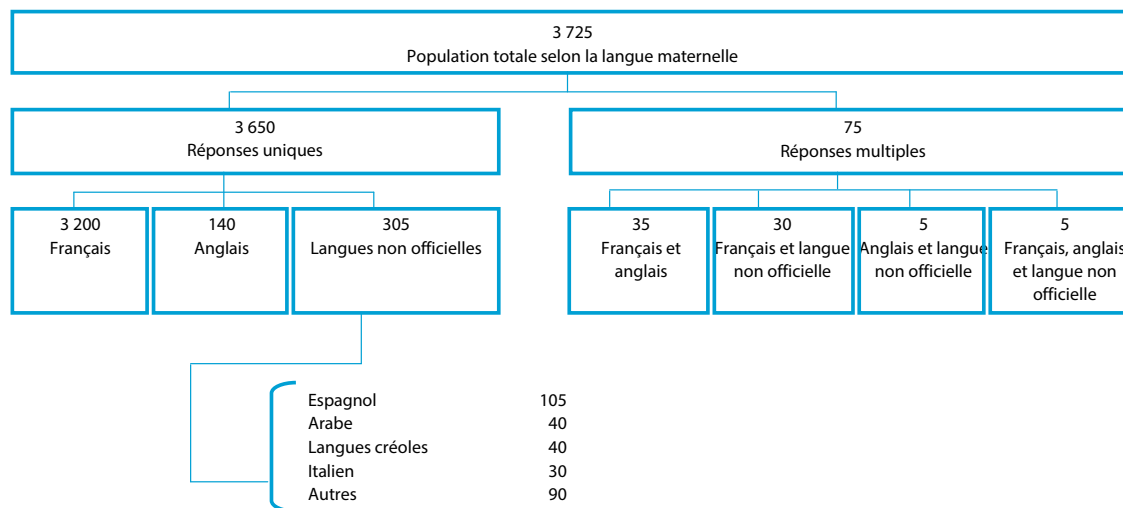 3 725
Population totale selon la langue maternelle
3 650
Réponses uniques
75
Réponses multiples
3 200
Français
140
Anglais
305
Langues non officielles
35
Français et
anglais
30
Français et langue
non officielle
5
Anglais et langue
non officielle
5
Français, anglais
et langue non
officielle
Espagnol 105
Arabe 40
Langues créoles 40
Italien 30
Autres 90